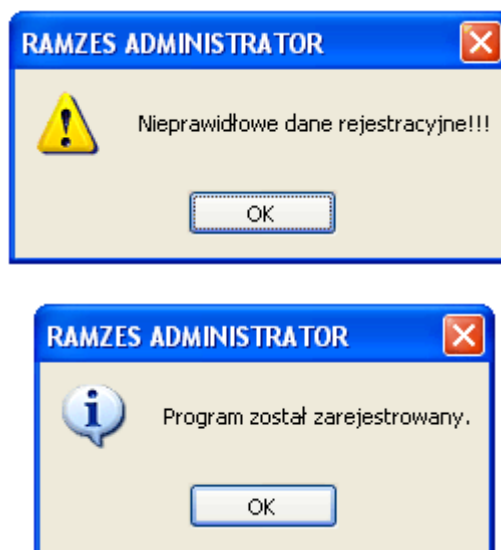 RAMZES ADMINISTRATOR
Nieprawidłowe dane rejestracyjne!!!
OK
RAMZES ADMINISTRATOR
Program został zarejestrowany.
OK